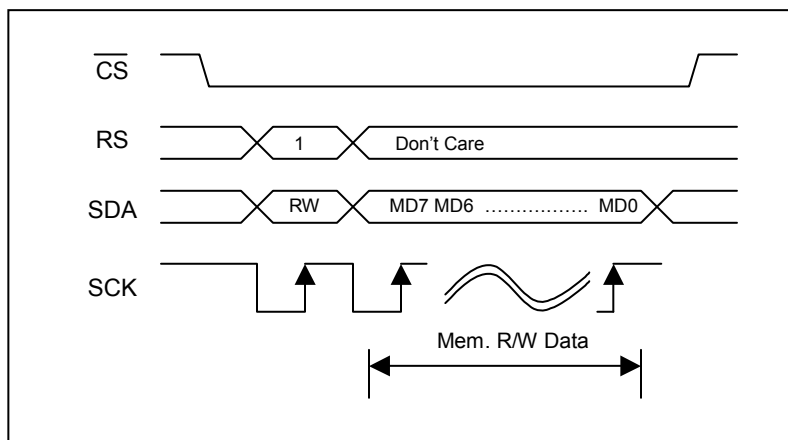 CS
RS 1 Don't Care
SDA RW MD7 MD6 ................. MD0
SCK
Mem. R/W Data